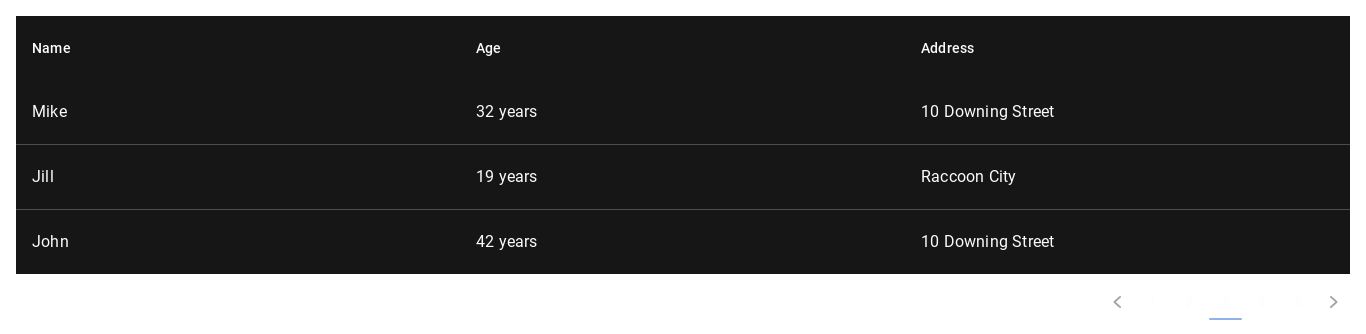 Name Age Address
Mike 32 years 10 Downing Street
Jill 19 years Raccoon City
John 42 years 10 Downing Street